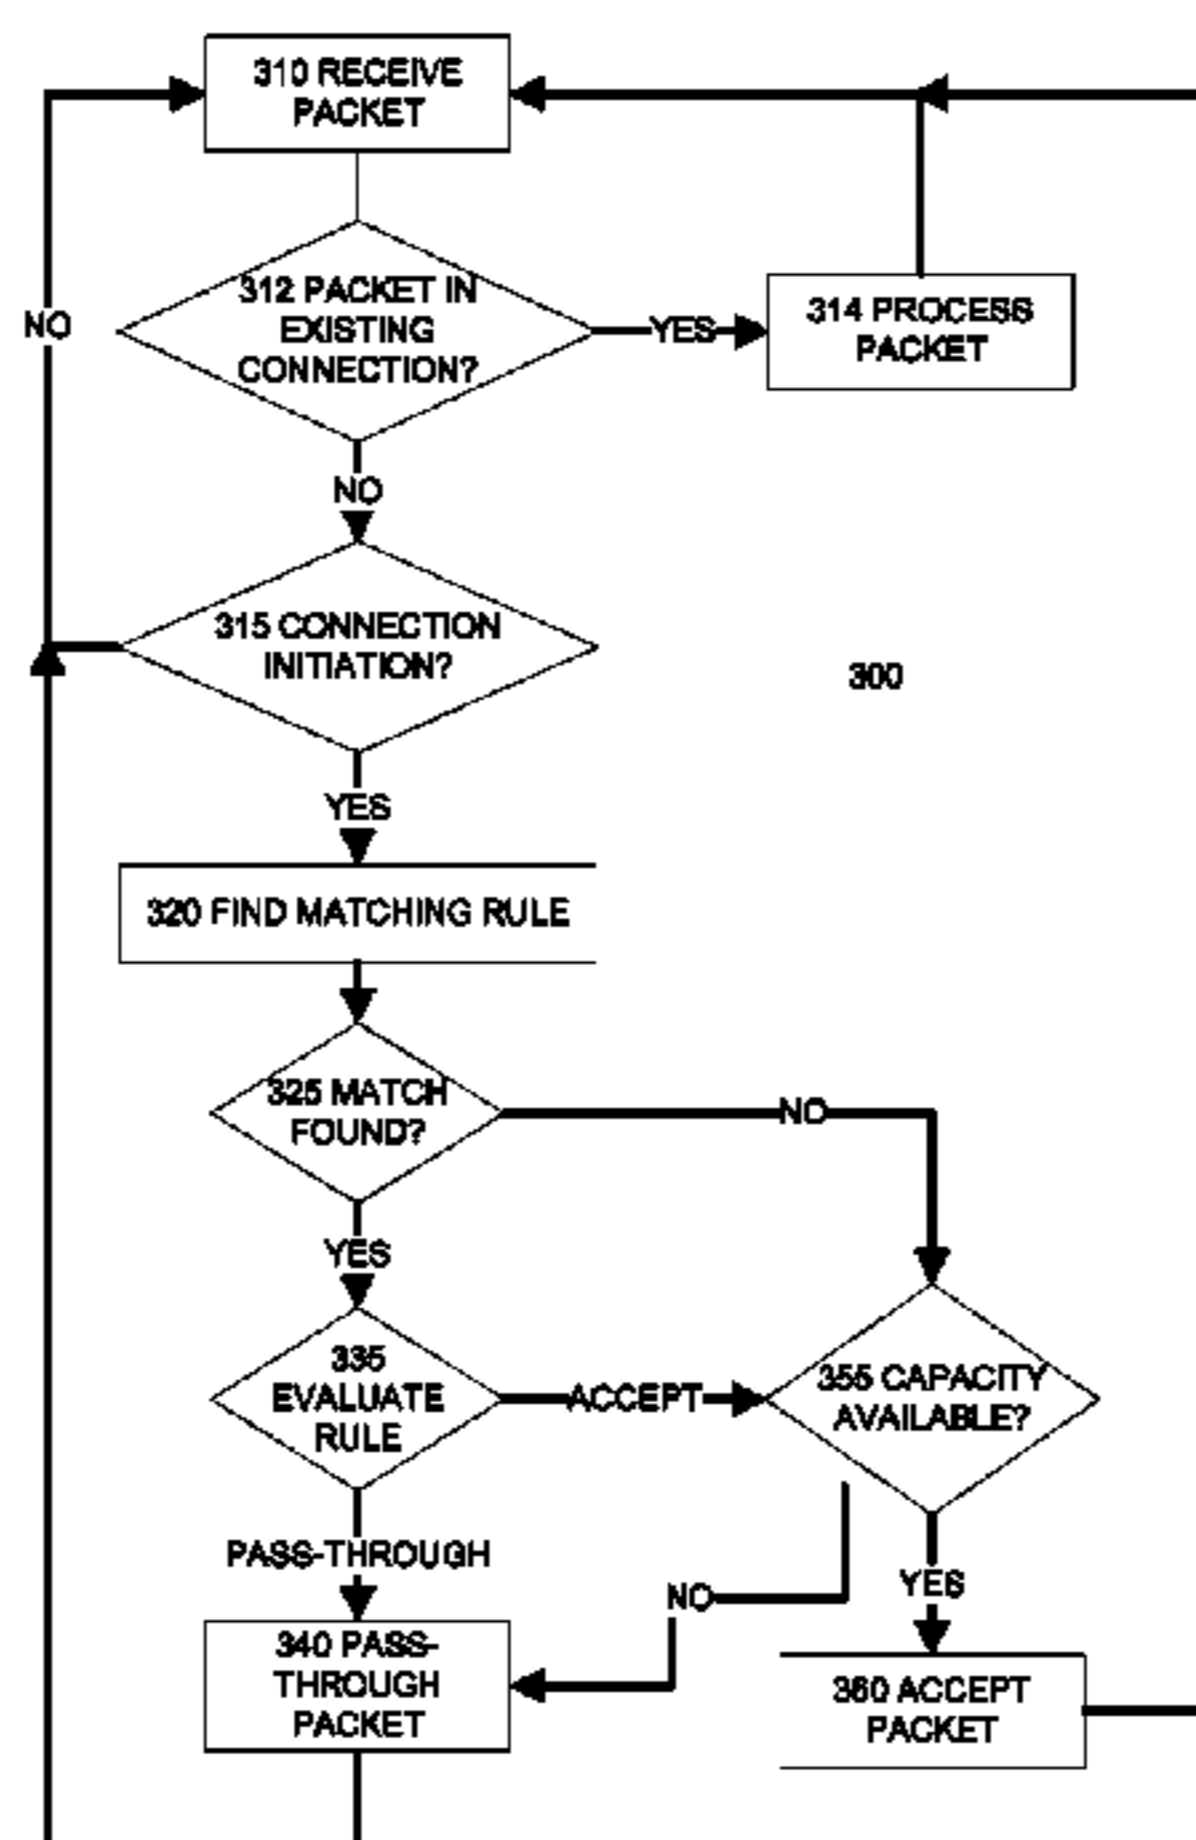 310 RECEIVE
PACKET
312 PACKET IN
EXISTING
CONNECTION?
YES
314 PROCESS
PACKET
NO
NO
315 CONNECTION
INITIATION?
300
YES
320 FIND MATCHING RULE
325 MATCH
FOUND?
NO
YES
335
EVALUATE
RULE
ACCEPT
355 CAPACITY
AVAILABLE?
PASS-THROUGH
NO
YES
340 PASS-
THROUGH
PACKET
360 ACCEPT
PACKET